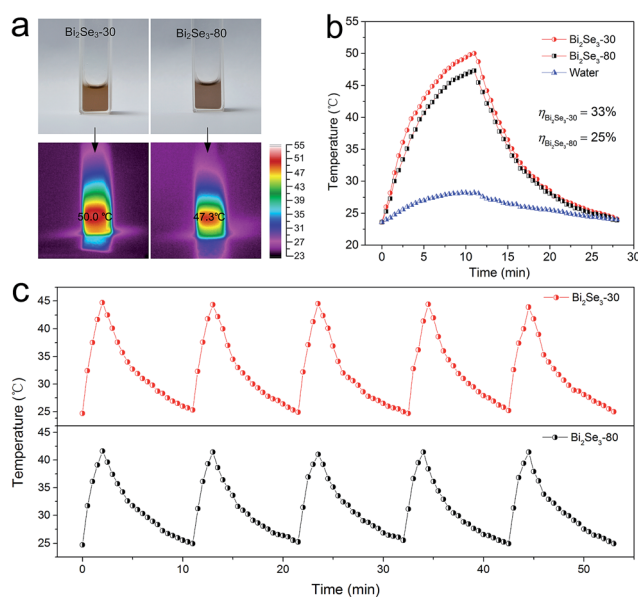 a
Bi₂Se₃-30
Bi₂Se₃-80
50.0 °C
47.3°C
55
51
47
43
39
35
31
27
23
b
Temperature (℃)
55
50
45
40
35
30
25
20
Bi₂Se₃-30
Bi₂Se₃-80
Water
ηBi₂Se₃-30 = 33%
ηBi₂Se₃-80 = 25%
0 5 10 15 20 25 30
Time (min)
c
Temperature (℃)
45
40
35
30
25
Bi₂Se₃-30
45
40
35
30
25
Bi₂Se₃-80
0 10 20 30 40 50
Time (min)